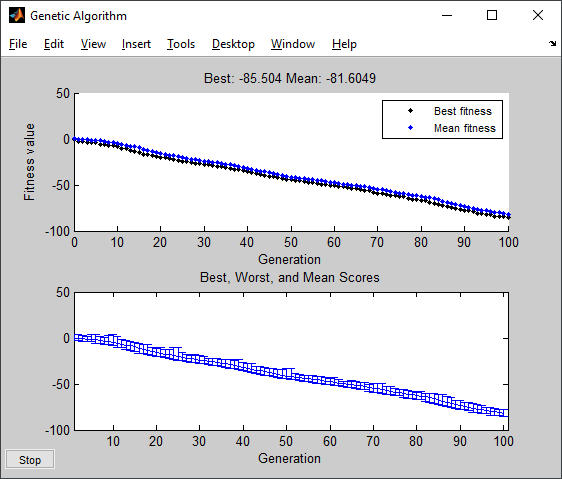 Genetic Algorithm
File Edit View Insert Tools Desktop Window Help
Best: -85.504 Mean: -81.6049
50
0
-50
-100
Fitness value
Best fitness
Mean fitness
0 10 20 30 40 50 60 70 80 90 100
Generation
Best, Worst, and Mean Scores
50
0
-50
-100
10 20 30 40 50 60 70 80 90 100
Generation
Stop